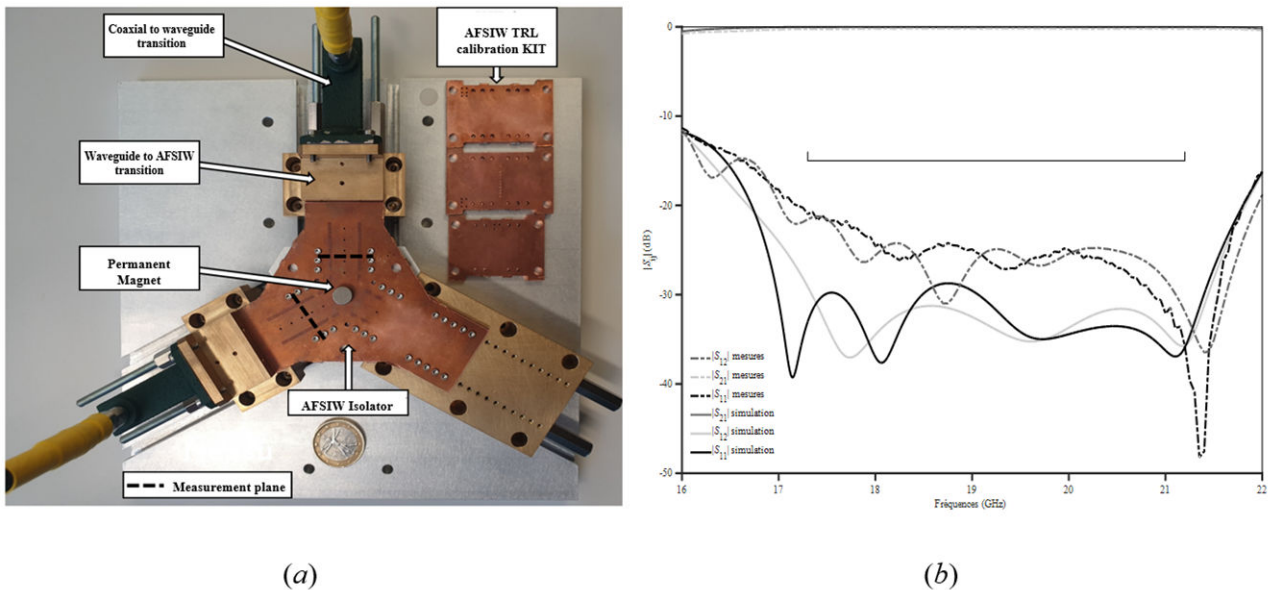 Coaxial to waveguide
transition
AFSIW TRL
calibration KIT
Waveguide to AFSIW
transition
Permanent
Magnet
AFSIW Isolator
Measurement plane
(a)
0
-10
-20
-30
-40
-50
|Sij|(dB)
|S12| mesures
|S21| mesures
|S11| mesures
|S21| simulation
|S12| simulation
|S11| simulation
16
17
18
19
20
21
22
Fréquences (GHz)
(b)